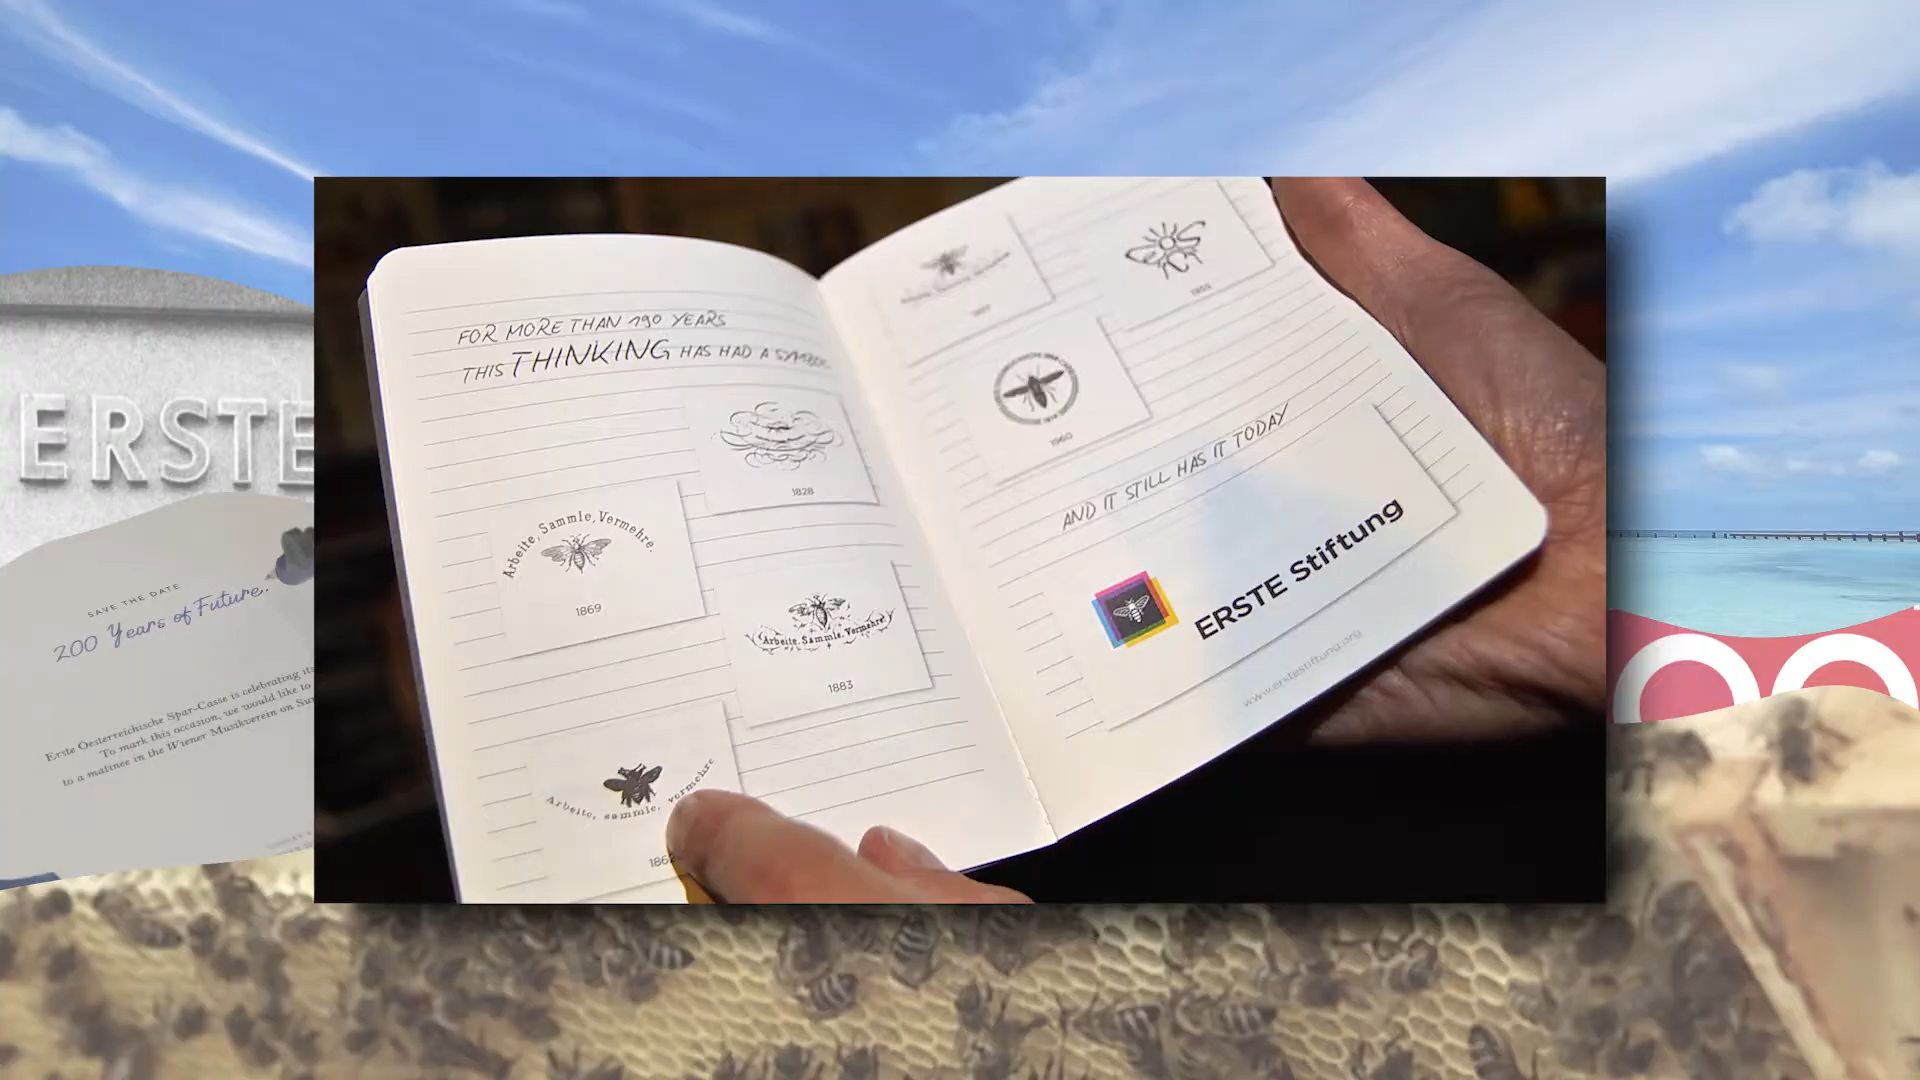 ERSTE
SAVE THE DATE
200 Years of Future.
Erste Oesterreichische Spar-Casse is celebrating
To mark this occasion, we would like to
to a matinee in the Wiener Musikverein on
FOR MORE THAN 190 YEARS
THIS THINKING HAS HAD A SYMBOL
1828
Arbeite, Sammle, Vermehre.
1869
Arbeite. Sammle. Vermehre.
1883
Arbeite, sammle, vermehre
186
1960
AND IT STILL HAS IT TODAY
ERSTE Stiftung
www.erstestiftung.org